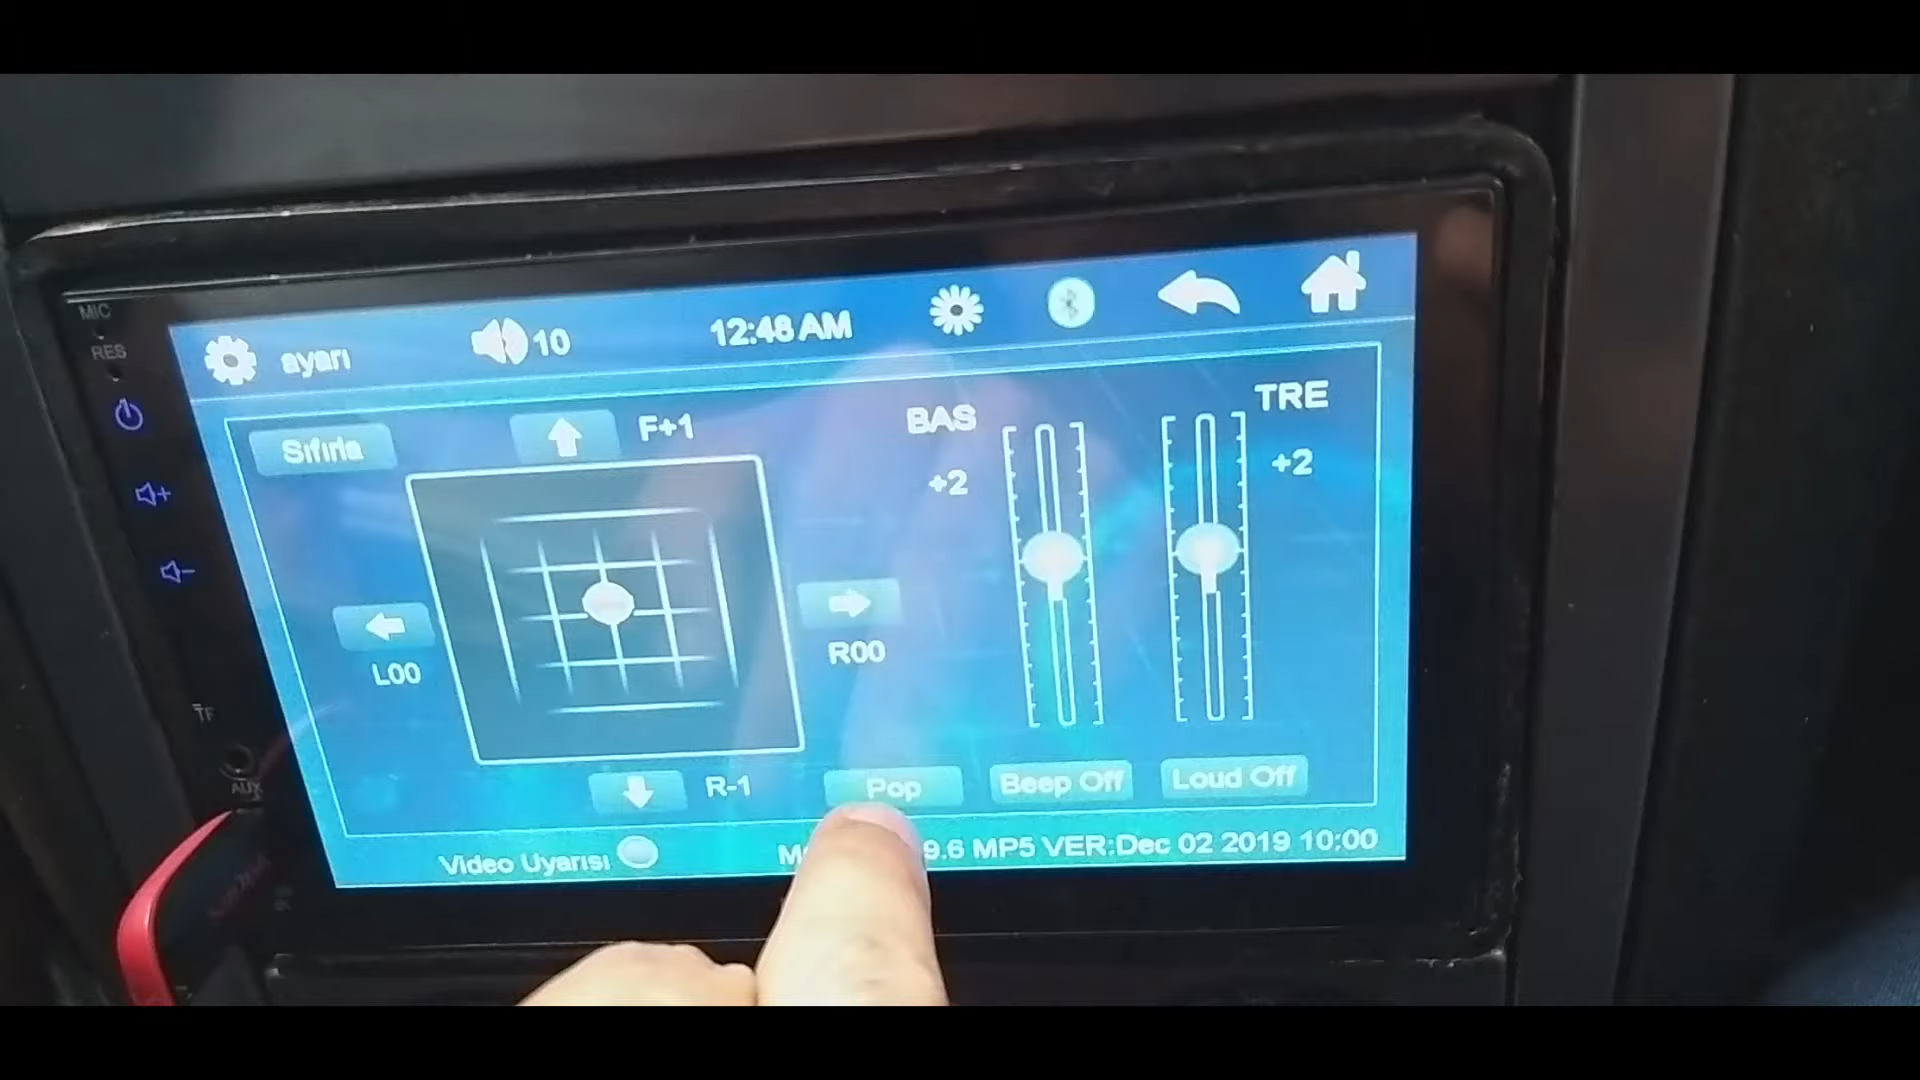 MIC
RES
TF
AUX
ayarı
10
12:48 AM
Sıfırla
F+1
BAS
+2
TRE
+2
L00
R00
R-1
Pop
Beep Off
Loud Off
Video Uyarısı
9.6 MP5 VER:Dec 02 2019 10:00